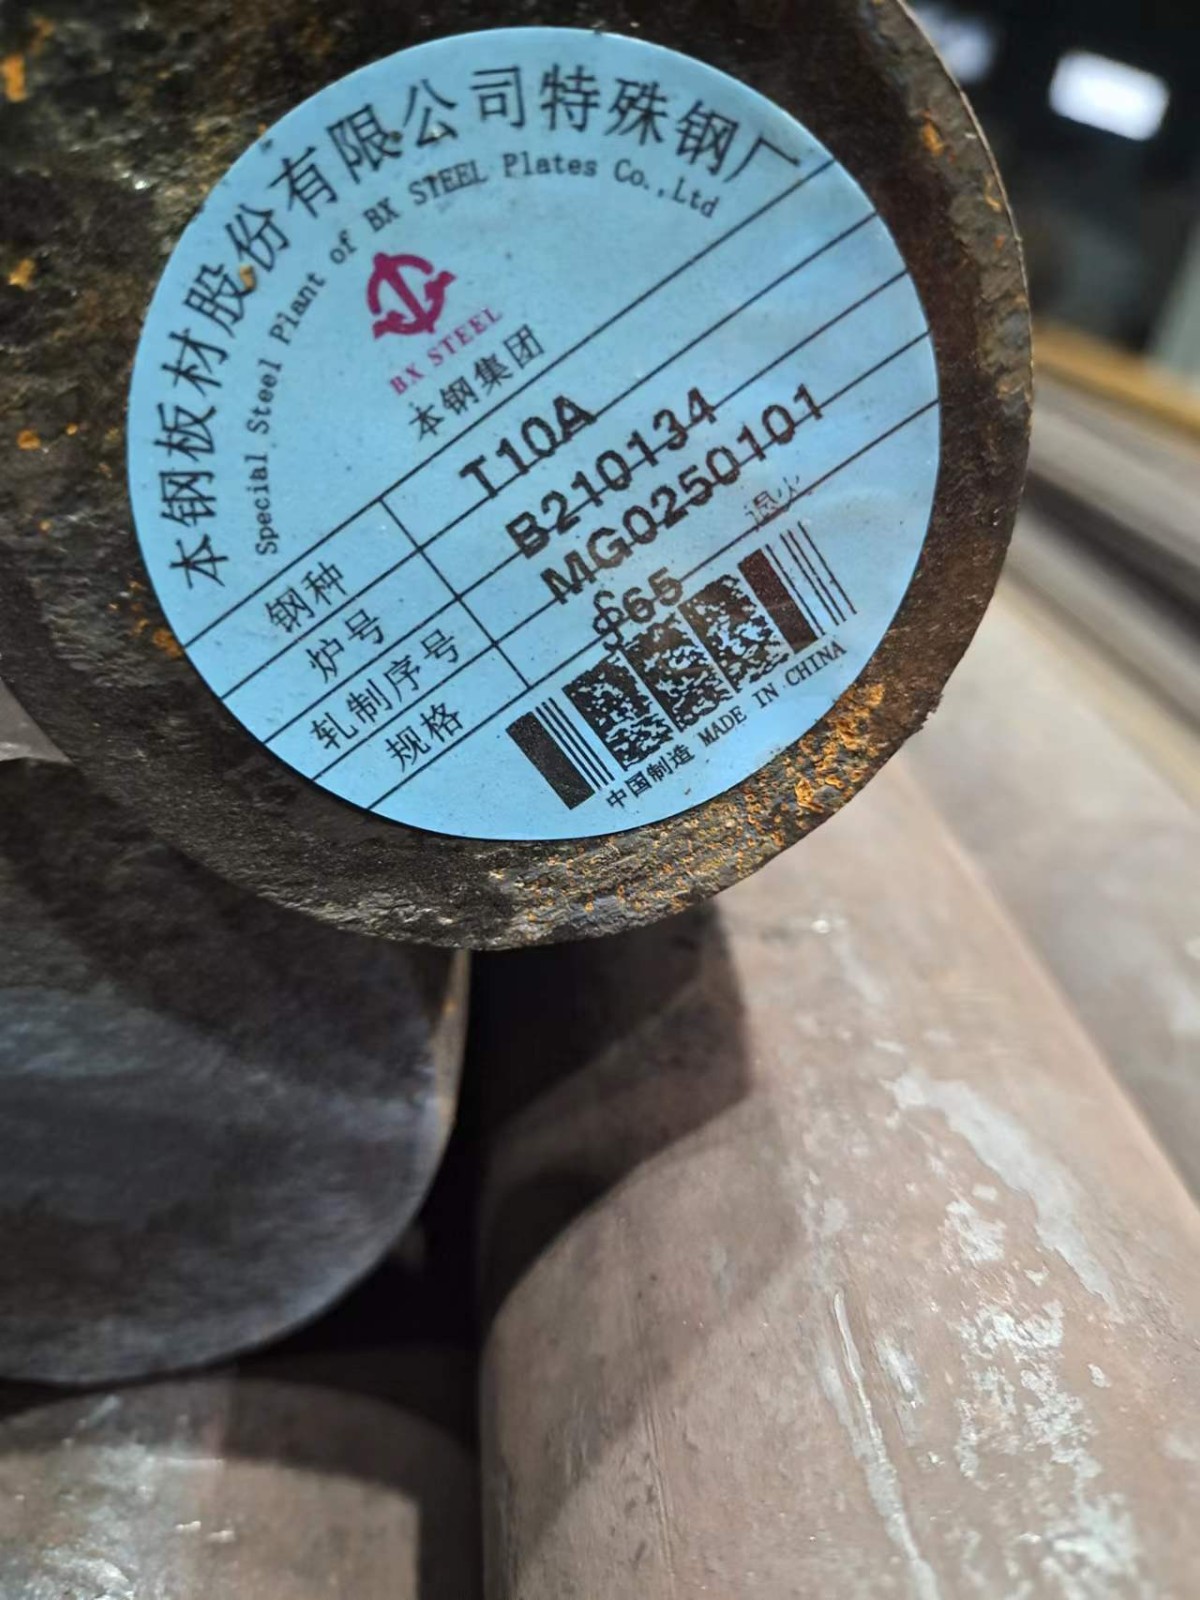 本钢板材股份有限公司特殊钢厂
Special Steel Plant of BX STEEL Plates Co.,Ltd
BX STEEL
本钢集团
钢种 T10A
炉号 B210134
轧制序号 MG0250101
规格 ϕ65 退火
中国制造 MADE IN CHINA